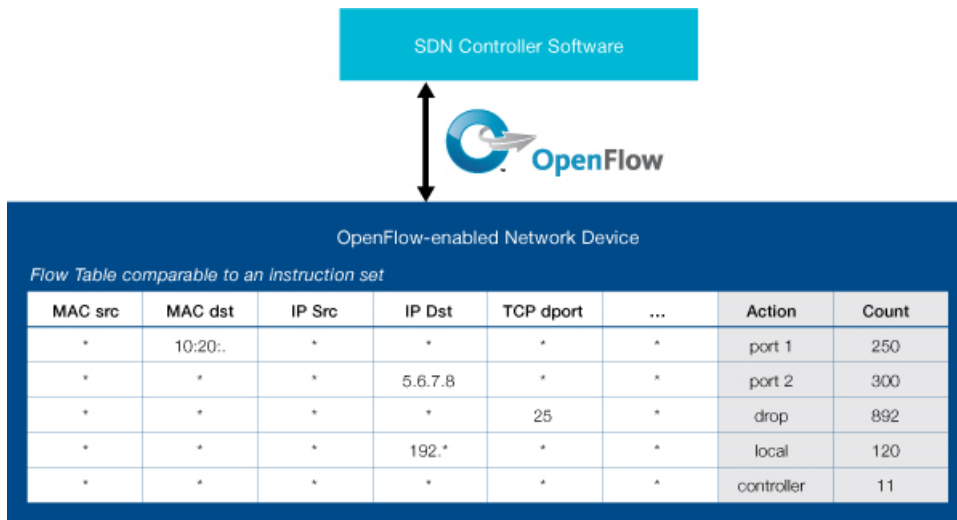 SDN Controller Software
OpenFlow
™
OpenFlow-enabled Network Device
Flow Table comparable to an instruction set
MAC src MAC dst IP Src IP Dst TCP dport ... Action Count
* 10:20:. * * * * port 1 250
* * * 5.6.7.8 * * port 2 300
* * * * 25 * drop 892
* * * 192.* * * local 120
* * * * * * controller 11